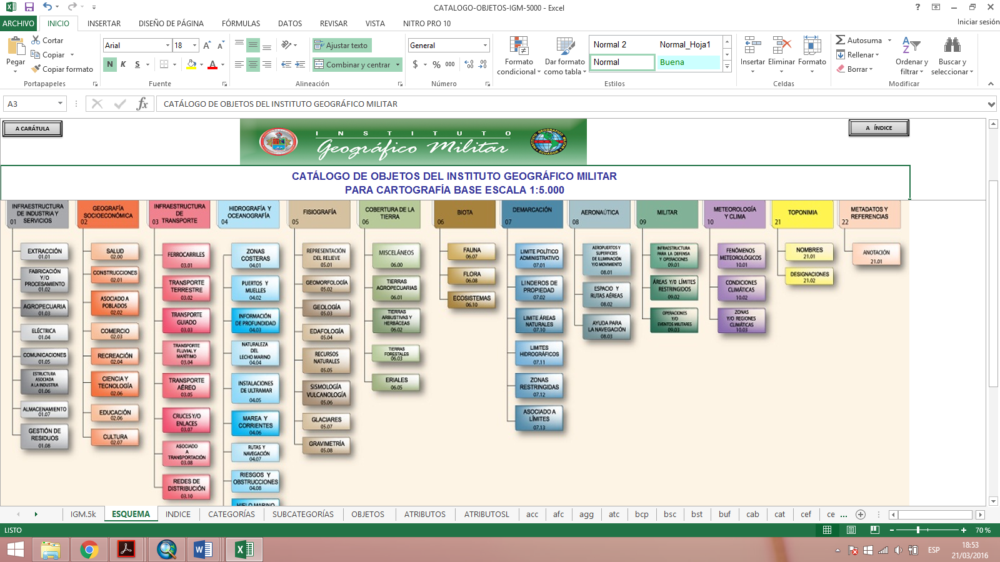 CATALOGO-OBJETOS-IGM-5000 - Excel
ARCHIVO INICIO INSERTAR DISEÑO DE PÁGINA FÓRMULAS DATOS REVISAR VISTA NITRO PRO 10 Iniciar sesión
Pegar
Cortar
Copiar
Copiar formato
Portapapeles
Arial 18
N K S
Fuente
Ajustar texto
Combinar y centrar
Alineación
General
$ % 000
Número
Formato condicional
Dar formato como tabla
Normal 2 Normal_Hoja1
Normal Buena
Estilos
Insertar Eliminar Formato
Celdas
Autosuma
Rellenar
Borrar
Ordenar y filtrar
Buscar y seleccionar
Modificar
A3 fx CATÁLOGO DE OBJETOS DEL INSTITUTO GEOGRÁFICO MILITAR
A CARÁTULA
INSTITUTO
Geográfico Militar
A ÍNDICE
CATÁLOGO DE OBJETOS DEL INSTITUTO GEOGRÁFICO MILITAR
PARA CARTOGRAFÍA BASE ESCALA 1:5.000
INFRAESTRUCTURA
DE INDUSTRIA Y
SERVICIOS
01
EXTRACCIÓN
01.01
FABRICACIÓN
Y/O
PROCESAMIENTO
01.02
AGROPECUARIA
01.03
ELÉCTRICA
01.04
COMUNICACIONES
01.05
ESTRUCTURA
ASOCIADA
A LA INDUSTRIA
01.06
ALMACENAMIENTO
01.07
GESTIÓN DE
RESIDUOS
01.08
GEOGRAFÍA
SOCIOECONÓMICA
02
SALUD
02.00
CONSTRUCCIONES
02.01
ASOCIADO A
POBLADOS
02.02
COMERCIO
02.03
RECREACIÓN
02.04
CIENCIA Y
TECNOLOGÍA
02.06
EDUCACIÓN
02.06
CULTURA
02.07
INFRAESTRUCTURA
DE
TRANSPORTE
03
FERROCARRILES
03.01
TRANSPORTE
TERRESTRE
03.02
TRANSPORTE
GUIADO
03.03
TRANSPORTE
FLUVIAL Y
MARÍTIMO
03.04
TRANSPORTE
AÉREO
03.05
CRUCES Y/O
ENLACES
03.07
ASOCIADO
A
TRANSPORTACIÓN
03.08
REDES DE
DISTRIBUCIÓN
03.10
HIDROGRAFÍA Y
OCEANOGRAFÍA
04
ZONAS
COSTERAS
04.01
PUERTOS Y
MUELLES
04.02
INFORMACIÓN
DE PROFUNDIDAD
04.03
NATURALEZA
DEL
LECHO MARINO
04.04
INSTALACIONES
DE ULTRAMAR
04.05
MAREA Y
CORRIENTES
04.06
RUTAS Y
NAVEGACIÓN
04.07
RIESGOS Y
OBSTRUCCIONES
04.08
HIELO MARINO
FISIOGRAFÍA
05
REPRESENTACIÓN
DEL RELIEVE
05.01
GEOMORFOLOGÍA
05.02
GEOLOGÍA
05.03
EDAFOLOGÍA
05.04
RECURSOS
NATURALES
05.05
SISMOLOGÍA
VULCANOLOGÍA
05.06
GLACIARES
05.07
GRAVIMETRÍA
05.08
COBERTURA DE LA
TIERRA
06
MISCELÁNEOS
06.00
TIERRAS
AGROPECUARIAS
06.01
TIERRAS
ARBUSTIVAS Y
HERBÁCEAS
06.02
TIERRAS
FORESTALES
06.03
ERIALES
06.05
BIOTA
06
FAUNA
06.07
FLORA
06.08
ECOSISTEMAS
06.10
DEMARCACIÓN
07
LIMITE POLÍTICO
ADMINISTRATIVO
07.01
LINDEROS DE
PROPIEDAD
07.02
LIMITE ÁREAS
NATURALES
07.10
LIMITES
HIDROGRÁFICOS
07.11
ZONAS
RESTRINGIDAS
07.12
ASOCIADO A
LÍMITES
07.13
AERONAÚTICA
08
AEROPUERTOS Y
SUPERFICIES
DE ILUMINACIÓN
Y/O MOVIMIENTO
08.01
ESPACIO Y
RUTAS AÉREAS
08.02
AYUDA PARA
LA NAVEGACIÓN
08.03
MILITAR
09
INFRAESTRUCTURA
PARA LA DEFENSA
Y OPERACIONES
09.01
ÁREAS Y/O LÍMITES
RESTRINGIDOS
09.02
OPERACIONES
Y/O
EVENTOS MILITARES
09.03
METEOROLOGÍA
Y CLIMA
10
FENÓMENOS
METEOROLÓGICOS
10.01
CONDICIONES
CLIMÁTICAS
10.02
ZONAS
Y/O REGIONES
CLIMÁTICAS
10.03
TOPONIMIA
21
NOMBRES
21.01
DESIGNACIONES
21.02
METADATOS Y
REFERENCIAS
22
ANOTACIÓN
21.01
IGM.5k ESQUEMA INDICE CATEGORÍAS SUBCATEGORÍAS OBJETOS ATRIBUTOS ATRIBUTOSL acc afc agg atc bcp bsc bst buf cab cat cef ce ...
LISTO 70 %
ESP
18:53
21/03/2016